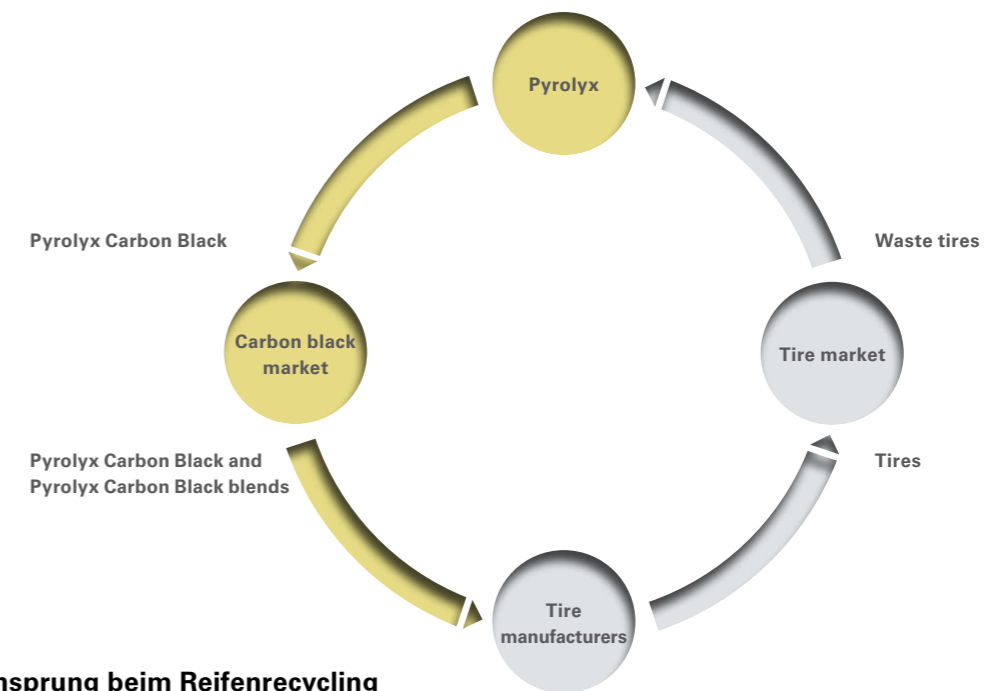 Pyrolyx
Pyrolyx Carbon Black
Waste tires
Carbon black
market
Tire market
Pyrolyx Carbon Black and
Pyrolyx Carbon Black blends
Tires
Tire
manufacturers
beim Reifenrecycling